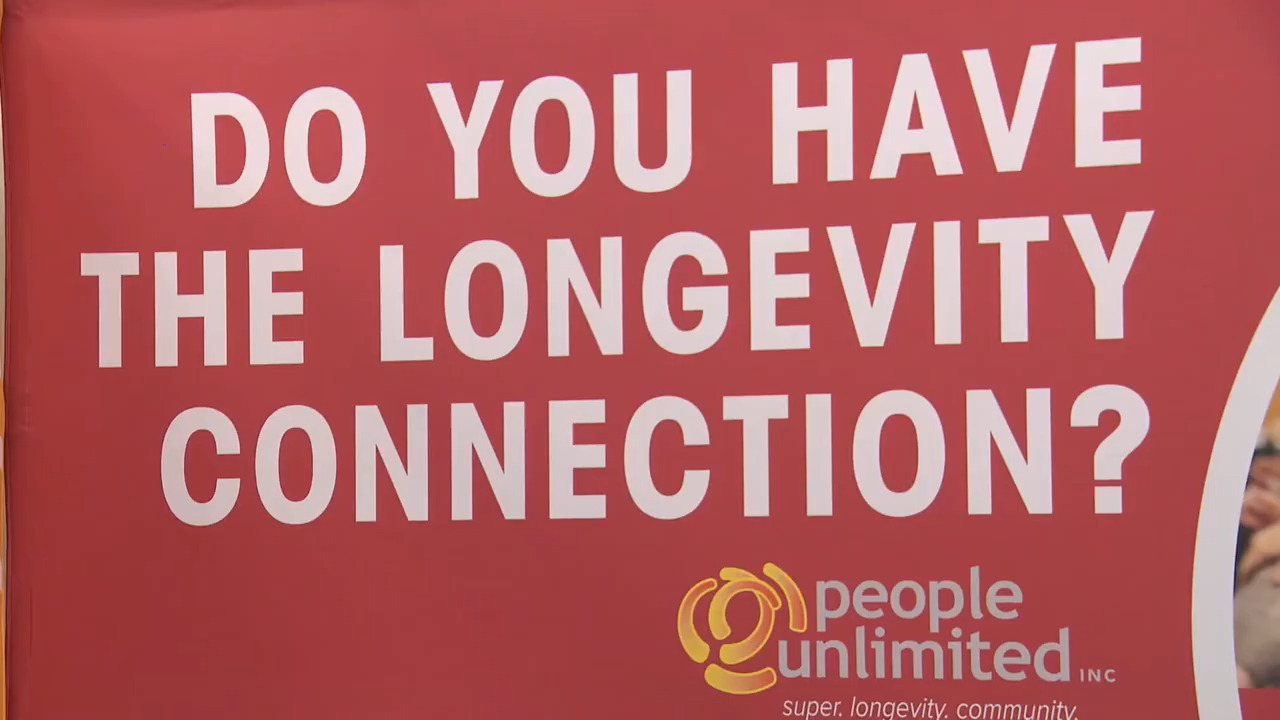 DO YOU HAVE
THE LONGEVITY
CONNECTION?
people
unlimited INC
super. longevity. community.